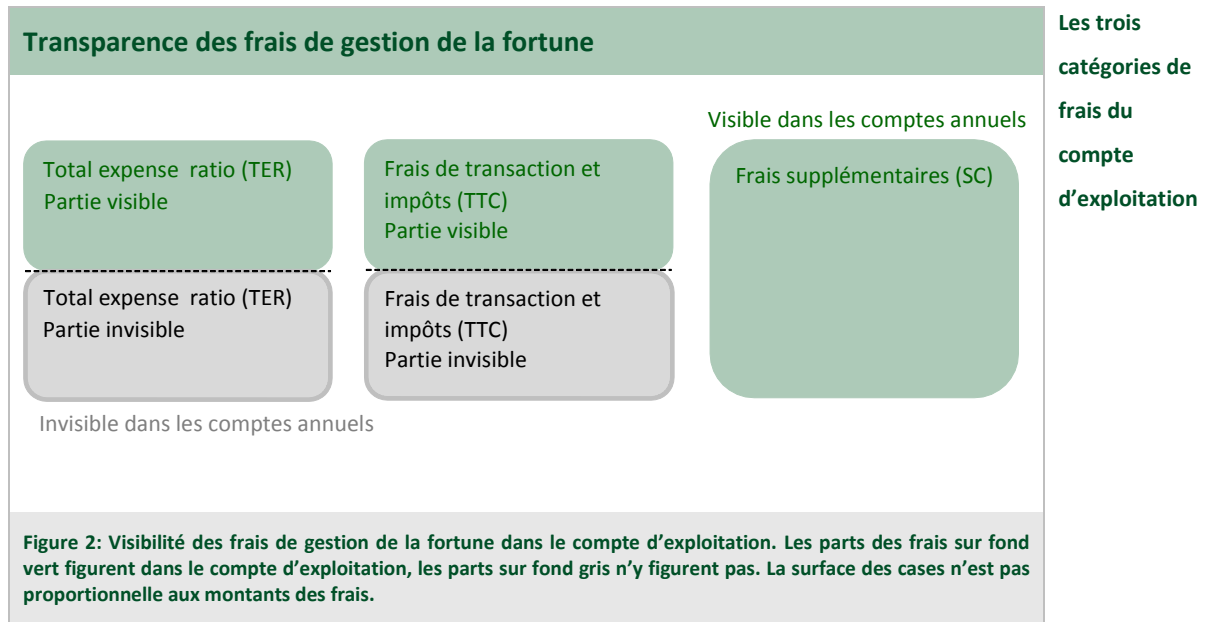 Transparence des frais de gestion de la fortune
Les trois
catégories de
frais du
compte
d'exploitation
Visible dans les comptes annuels
Total expense ratio (TER)
Partie visible
Frais de transaction et
impôts (TTC)
Partie visible
Frais supplémentaires (SC)
Total expense ratio (TER)
Partie invisible
Frais de transaction et
impôts (TTC)
Partie invisible
Invisible dans les comptes annuels
Figure 2: Visibilité des frais de gestion de la fortune dans le compte d'exploitation. Les parts des frais sur fond
vert figurent dans le compte d'exploitation, les parts sur fond gris n'y figurent pas. La surface des cases n'est pas
proportionnelle aux montants des frais.